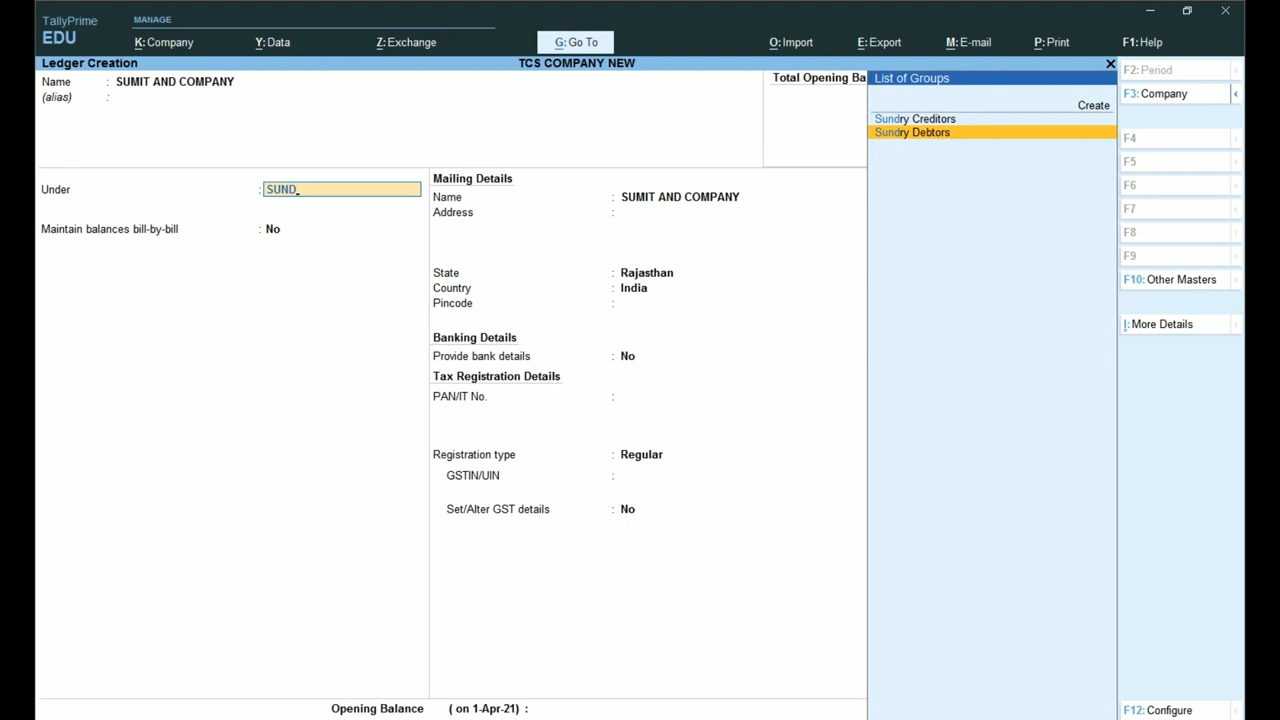 TallyPrime
EDU
MANAGE
K: Company
Y: Data
Z: Exchange
G: Go To
O: Import
E: Export
M: E-mail
P: Print
F1: Help
Ledger Creation
TCS COMPANY NEW
Name : SUMIT AND COMPANY
(alias) :
Total Opening Ba
List of Groups
Create
Sundry Creditors
Sundry Debtors
Under : SUND
Maintain balances bill-by-bill : No
Mailing Details
Name : SUMIT AND COMPANY
Address :
State : Rajasthan
Country : India
Pincode :
Banking Details
Provide bank details : No
Tax Registration Details
PAN/IT No. :
Registration type : Regular
GSTIN/UIN :
Set/Alter GST details : No
Opening Balance ( on 1-Apr-21) :
F2: Period
F3: Company
F4
F5
F6
F7
F8
F9
F10: Other Masters
I: More Details
F12: Configure